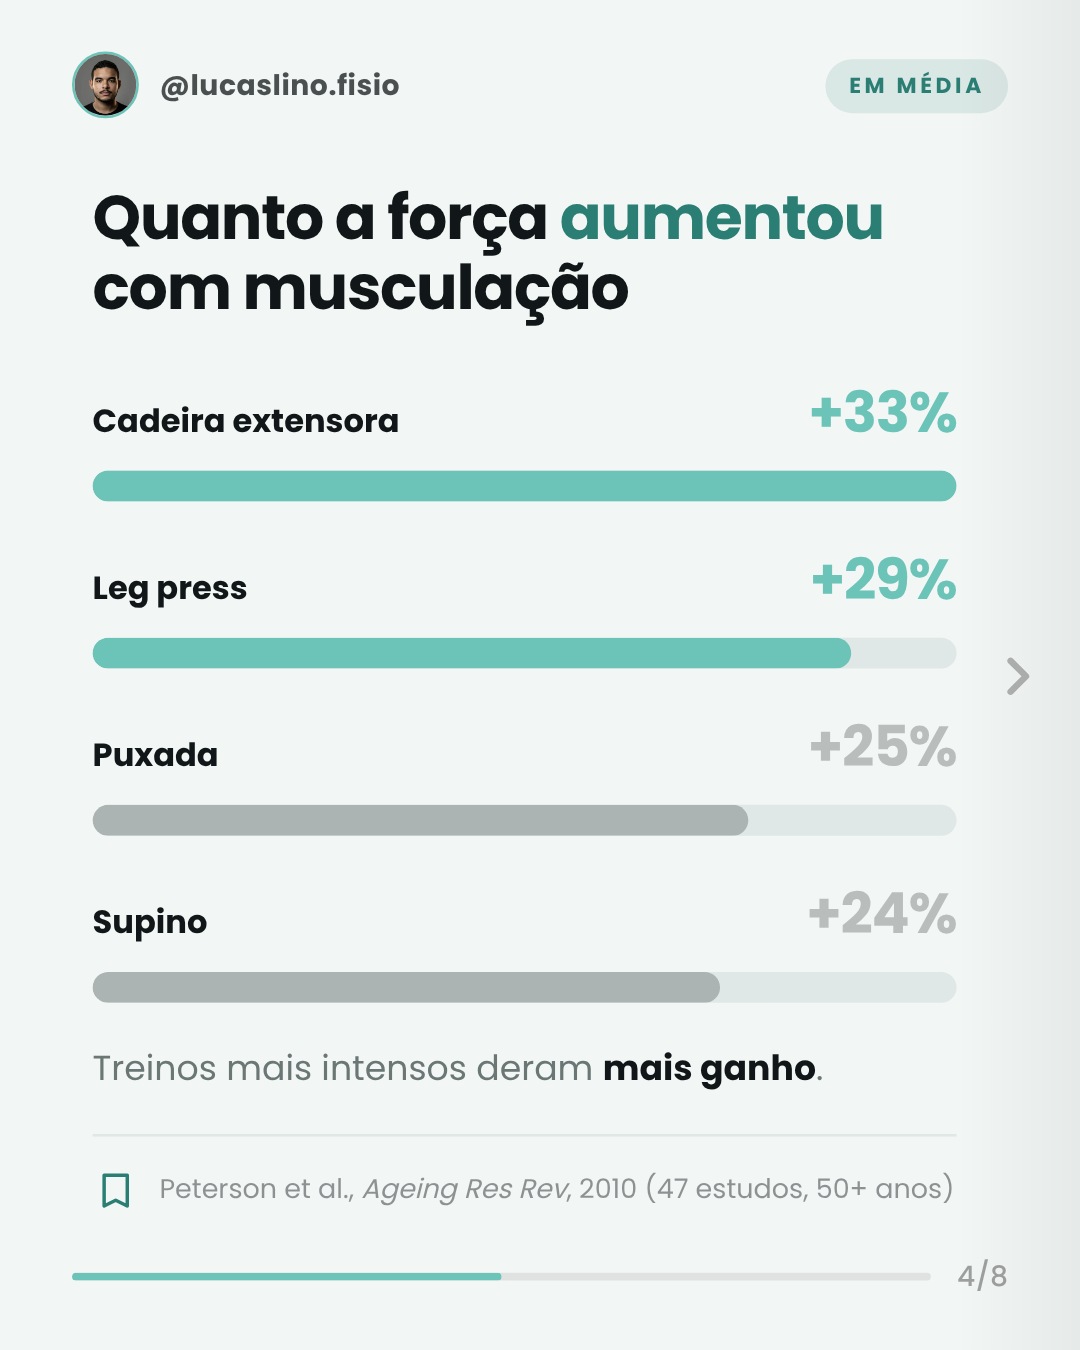 @lucaslino.fisio
EM MÉDIA
Quanto a força aumentou
com musculação
Cadeira extensora
+33%
Leg press
+29%
Puxada
+25%
Supino
+24%
Treinos mais intensos deram mais ganho.
Peterson et al., Ageing Res Rev, 2010 (47 estudos, 50+ anos)
4/8